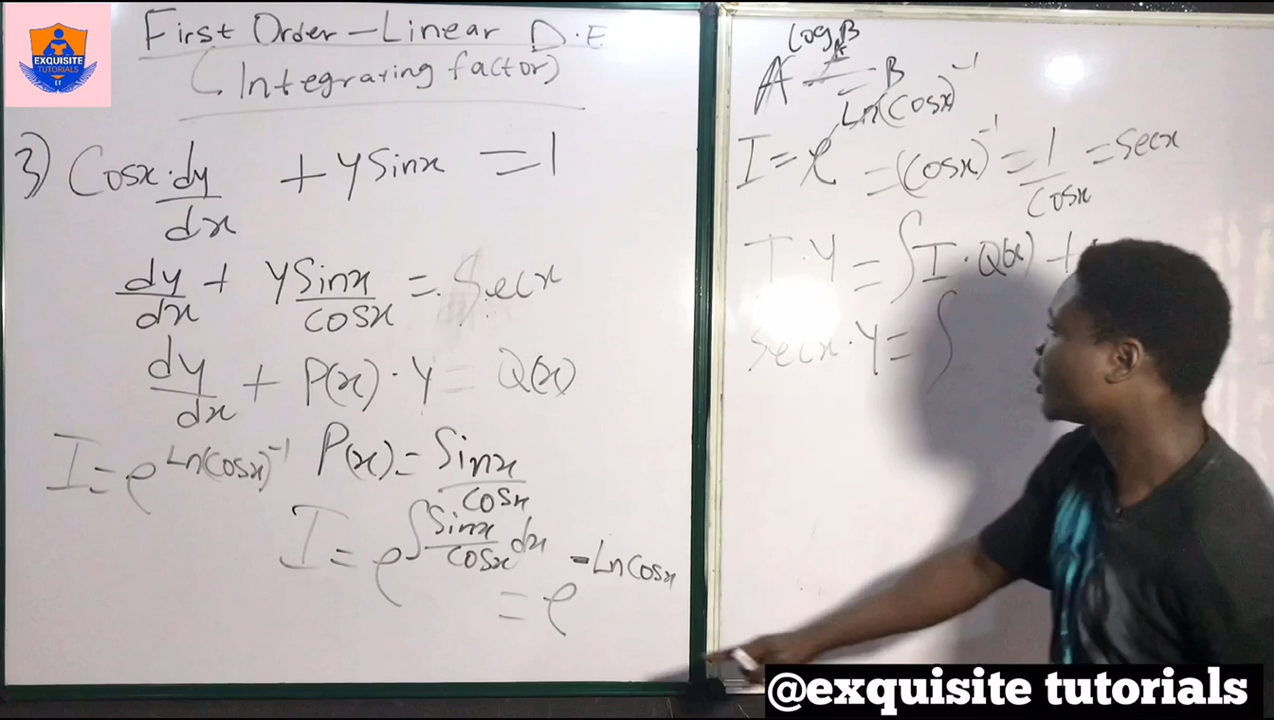 EXQUISITE
TUTORIALS
First Order-Linear D.E
(Integrating factor)
3) Cosx·dy/dx + ysinx = 1
dy/dx + ySinx/cosx = Secx
dy/dx + P(x)·Y = Q(x)
I = e^Ln(cosx)^-1 P(x) = Sinx/cosx
I = e^∫Sinx/cosx dx
= e^-Ln cosx
A^Log_A B = B
I = e^Ln(cosx)^-1 = (cosx)^-1 = 1/cosx = secx
I·Y = ∫I·Q(x) +
Secx·Y = ∫
@exquisite tutorials